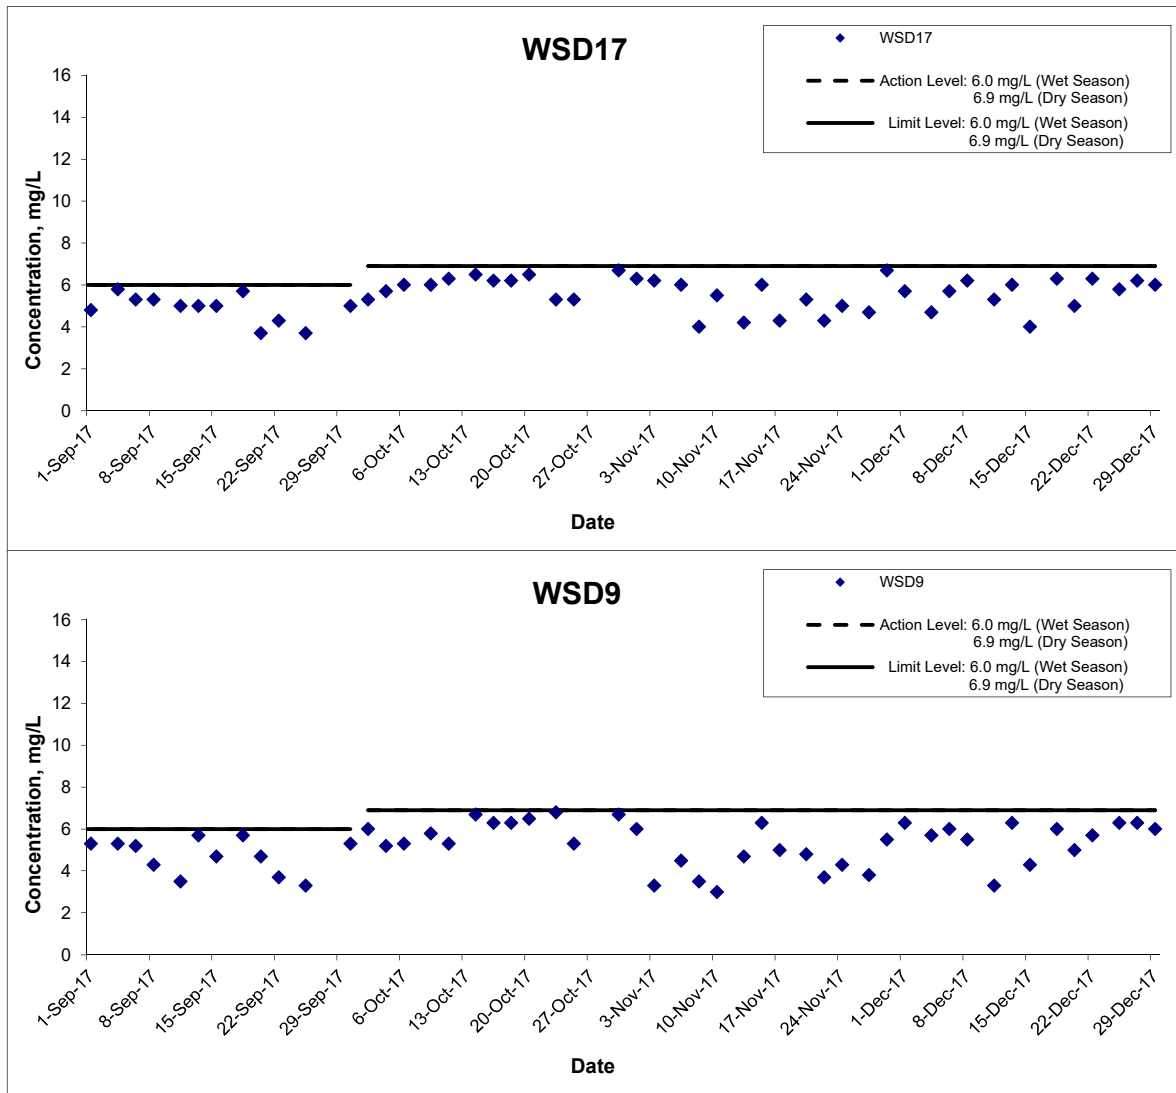 WSD17
WSD17
Action Level: 6.0 mg/L (Wet Season)
6.9 mg/L (Dry Season)
Limit Level: 6.0 mg/L (Wet Season)
6.9 mg/L (Dry Season)
Concentration, mg/L
16
14
12
10
8
6
4
2
0
1-Sep-17
8-Sep-17
15-Sep-17
22-Sep-17
29-Sep-17
6-Oct-17
13-Oct-17
20-Oct-17
27-Oct-17
3-Nov-17
10-Nov-17
17-Nov-17
24-Nov-17
1-Dec-17
8-Dec-17
15-Dec-17
22-Dec-17
29-Dec-17
Date
WSD9
WSD9
Action Level: 6.0 mg/L (Wet Season)
6.9 mg/L (Dry Season)
Limit Level: 6.0 mg/L (Wet Season)
6.9 mg/L (Dry Season)
Concentration, mg/L
16
14
12
10
8
6
4
2
0
1-Sep-17
8-Sep-17
15-Sep-17
22-Sep-17
29-Sep-17
6-Oct-17
13-Oct-17
20-Oct-17
27-Oct-17
3-Nov-17
10-Nov-17
17-Nov-17
24-Nov-17
1-Dec-17
8-Dec-17
15-Dec-17
22-Dec-17
29-Dec-17
Date